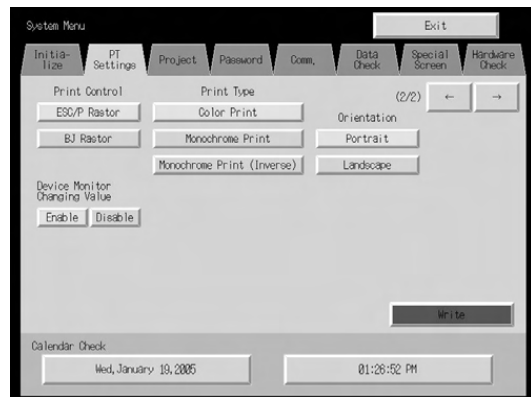 System Menu
Exit
Initia-
lize
PT
Settings
Project
Password
Comm,
Data
Check
Special
Screen
Hardware
Check
Print Control
Print Type
(2/2) ← →
ESC/P Rastor
Color Print
Orientation
BJ Rastor
Monochrome Print
Portrait
Monochrome Print (Inverse)
Landscape
Device Monitor
Changing Value
Enable Disable
Write
Calendar Check
Wed,January 19,2005
01:26:52 PM